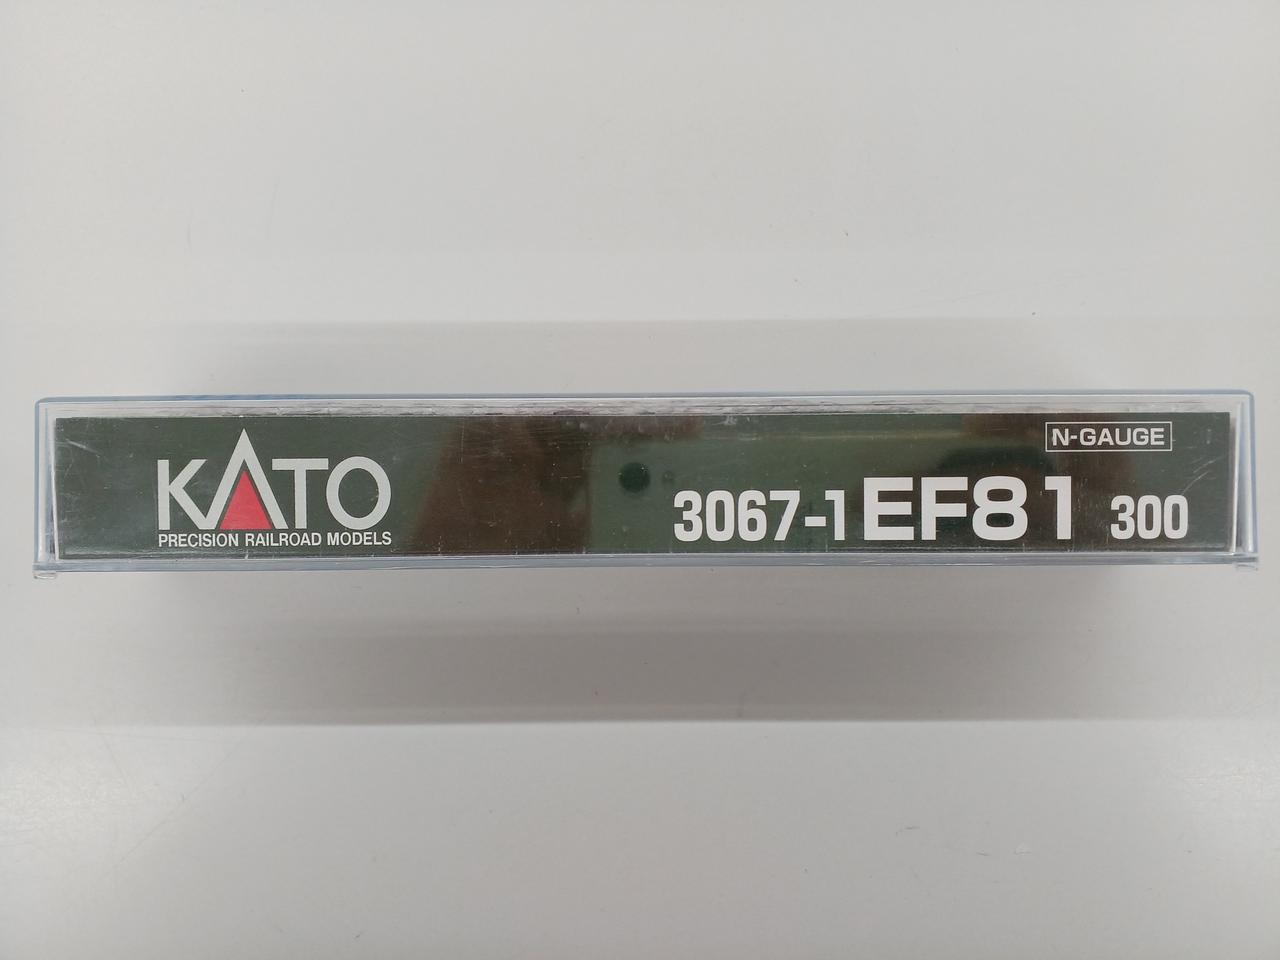 KATO
PRECISION RAILROAD MODELS
N-GAUGE
3067-1 EF81 300